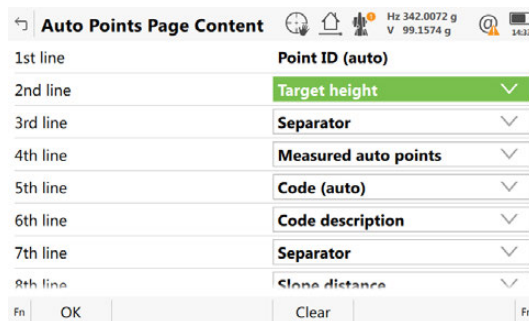 Auto Points Page Content
Hz 342.0072 g
V 99.1574 g
1st line Point ID (auto)
2nd line Target height
3rd line Separator
4th line Measured auto points
5th line Code (auto)
6th line Code description
7th line Separator
8th line Slope distance
Fn OK Clear